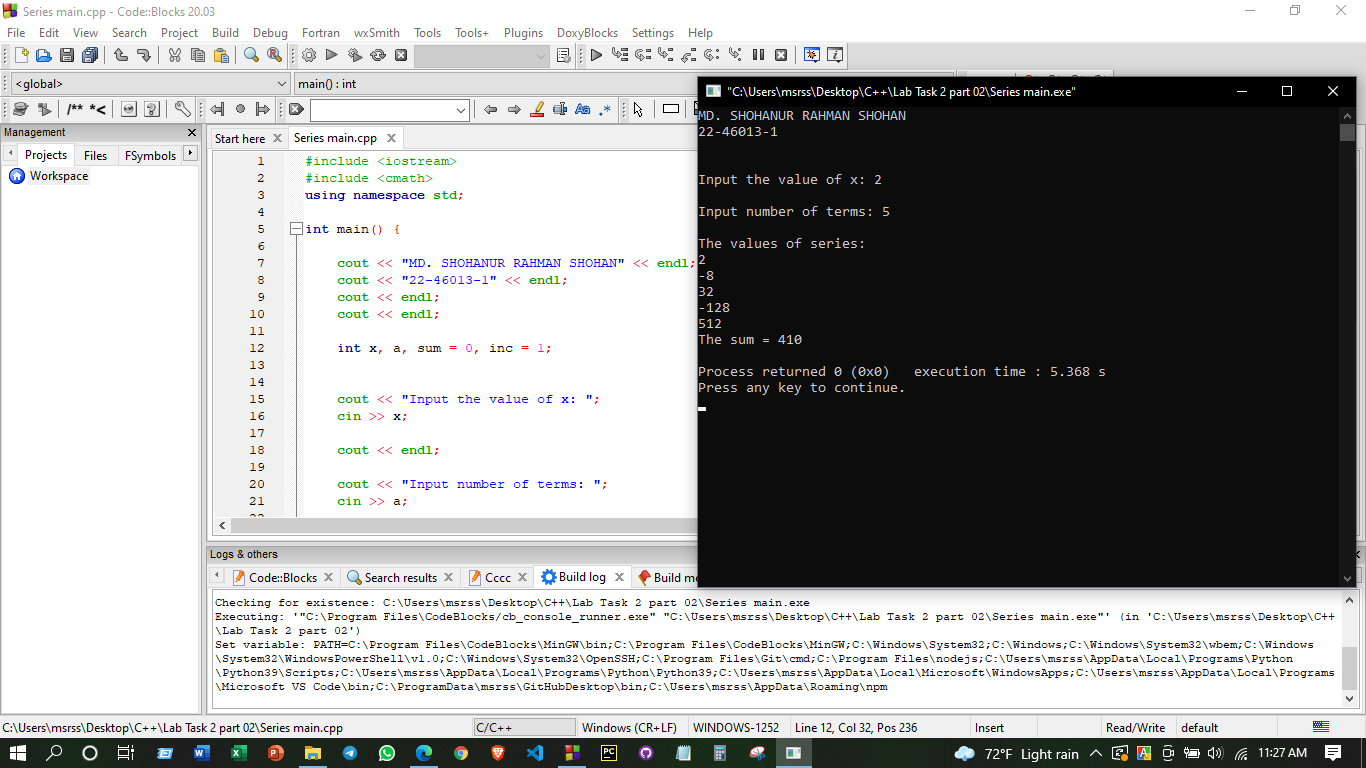 Series main.cpp - Code::Blocks 20.03
File Edit View Search Project Build Debug Fortran wxSmith Tools Tools+ Plugins DoxyBlocks Settings Help
<global>
main() : int
/** *<
Aa .*
Management
Projects Files FSymbols
Workspace
Start here Series main.cpp
1 #include <iostream>
2 #include <cmath>
3 using namespace std;
4
5 int main() {
6
7 cout << "MD. SHOHANUR RAHMAN SHOHAN" << endl;
8 cout << "22-46013-1" << endl;
9 cout << endl;
10 cout << endl;
11
12 int x, a, sum = 0, inc = 1;
13
14
15 cout << "Input the value of x: ";
16 cin >> x;
17
18 cout << endl;
19
20 cout << "Input number of terms: ";
21 cin >> a;
"C:\Users\msrss\Desktop\C++\Lab Task 2 part 02\Series main.exe"
MD. SHOHANUR RAHMAN SHOHAN
22-46013-1
Input the value of x: 2
Input number of terms: 5
The values of series:
2
-8
32
-128
512
The sum = 410
Process returned 0 (0x0) execution time : 5.368 s
Press any key to continue.
Logs & others
Code::Blocks Search results Cccc Build log Build me
Checking for existence: C:\Users\msrss\Desktop\C++\Lab Task 2 part 02\Series main.exe
Executing: '"C:\Program Files\CodeBlocks/cb_console_runner.exe" "C:\Users\msrss\Desktop\C++\Lab Task 2 part 02\Series main.exe"' (in 'C:\Users\msrss\Desktop\C++
\Lab Task 2 part 02')
Set variable: PATH=C:\Program Files\CodeBlocks\MinGW\bin;C:\Program Files\CodeBlocks\MinGW;C:\Windows\System32;C:\Windows;C:\Windows\System32\wbem;C:\Windows
\System32\WindowsPowerShell\v1.0;C:\Windows\System32\OpenSSH;C:\Program Files\Git\cmd;C:\Program Files\nodejs;C:\Users\msrss\AppData\Local\Programs\Python
\Python39\Scripts;C:\Users\msrss\AppData\Local\Programs\Python\Python39;C:\Users\msrss\AppData\Local\Microsoft\WindowsApps;C:\Users\msrss\AppData\Local\Programs
\Microsoft VS Code\bin;C:\ProgramData\msrss\GitHubDesktop\bin;C:\Users\msrss\AppData\Roaming\npm
C:\Users\msrss\Desktop\C++\Lab Task 2 part 02\Series main.cpp C/C++ Windows (CR+LF) WINDOWS-1252 Line 12, Col 32, Pos 236 Insert Read/Write default
72°F Light rain 11:27 AM